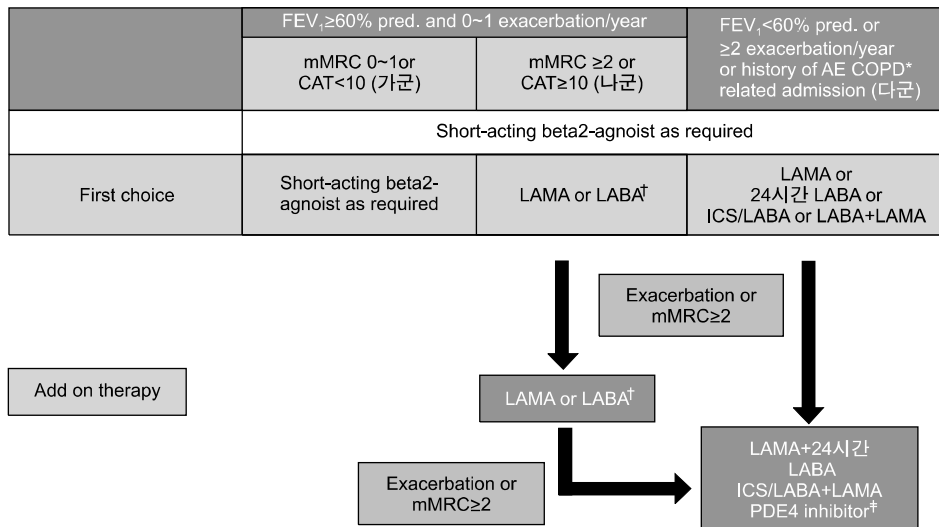 FEV₁≥60% pred. and 0~1 exacerbation/year
FEV₁<60% pred. or
≥2 exacerbation/year
or history of AE COPD*
related admission (다군)
mMRC 0~1or
CAT<10 (가군)
mMRC ≥2 or
CAT≥10 (나군)
Short-acting beta2-agnoist as required
First choice
Short-acting beta2-
agnoist as required
LAMA or LABA†
LAMA or
24시간 LABA or
ICS/LABA or LABA+LAMA
Exacerbation or
mMRC≥2
Add on therapy
LAMA or LABA†
Exacerbation or
mMRC≥2
LAMA+24시간
LABA
ICS/LABA+LAMA
PDE4 inhibitor‡